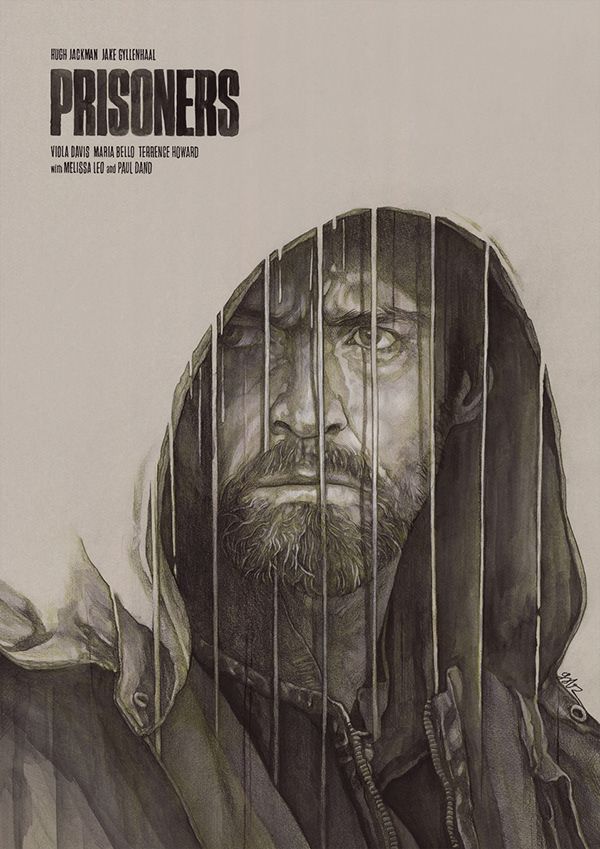 HUGH JACKMAN JAKE GYLLENHAAL
PRISONERS
VIOLA DAVIS MARIA BELLO TERRENCE HOWARD
with MELISSA LEO and PAUL DANO